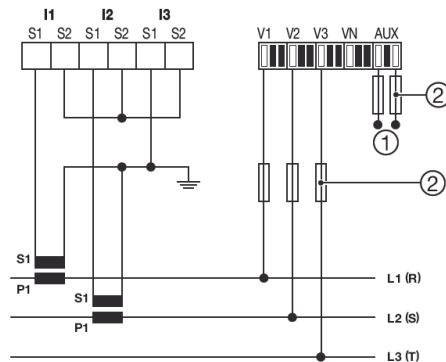 I1 I2 I3
S1 S2 S1 S2 S1 S2
V1 V2 V3 VN AUX
2
1
2
S1
P1
L1 (R)
S1
P1
L2 (S)
L3 (T)